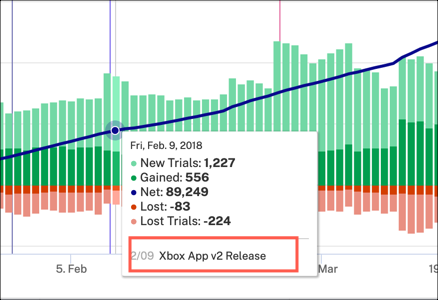 Fri, Feb. 9, 2018
New Trials: 1,227
Gained: 556
Net: 89,249
Lost: -83
Lost Trials: -224
2/09 Xbox App v2 Release
5. Feb
Mar
19